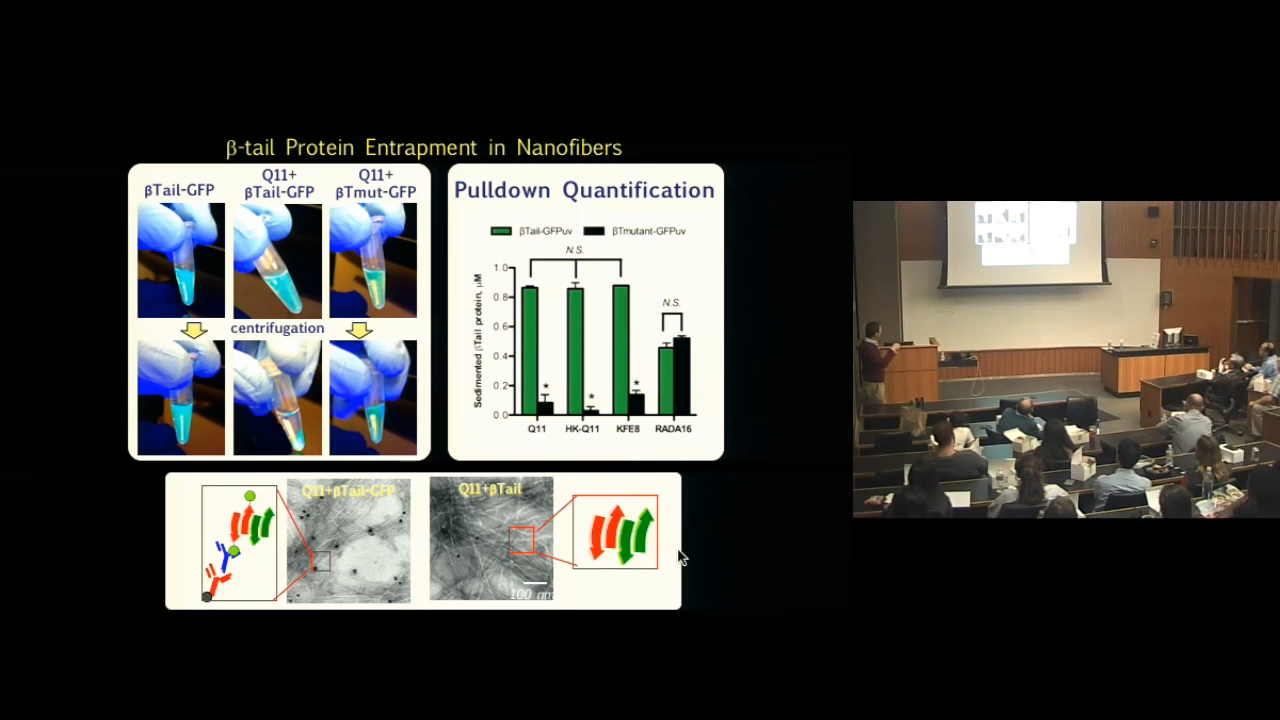 β-tail Protein Entrapment in Nanofibers
βTail-GFP
Q11+
βTail-GFP
Q11+
βTmut-GFP
centrifugation
Pulldown Quantification
βTail-GFPuv
βTmutant-GFPuv
N.S.
N.S.
Sedimented βTail protein, μM
1.0
0.8
0.6
0.4
0.2
0.0
*
*
*
Q11
HK-Q11
KFE8
RADA16
Q11+βTail-GFP
Q11+βTail
100 nm